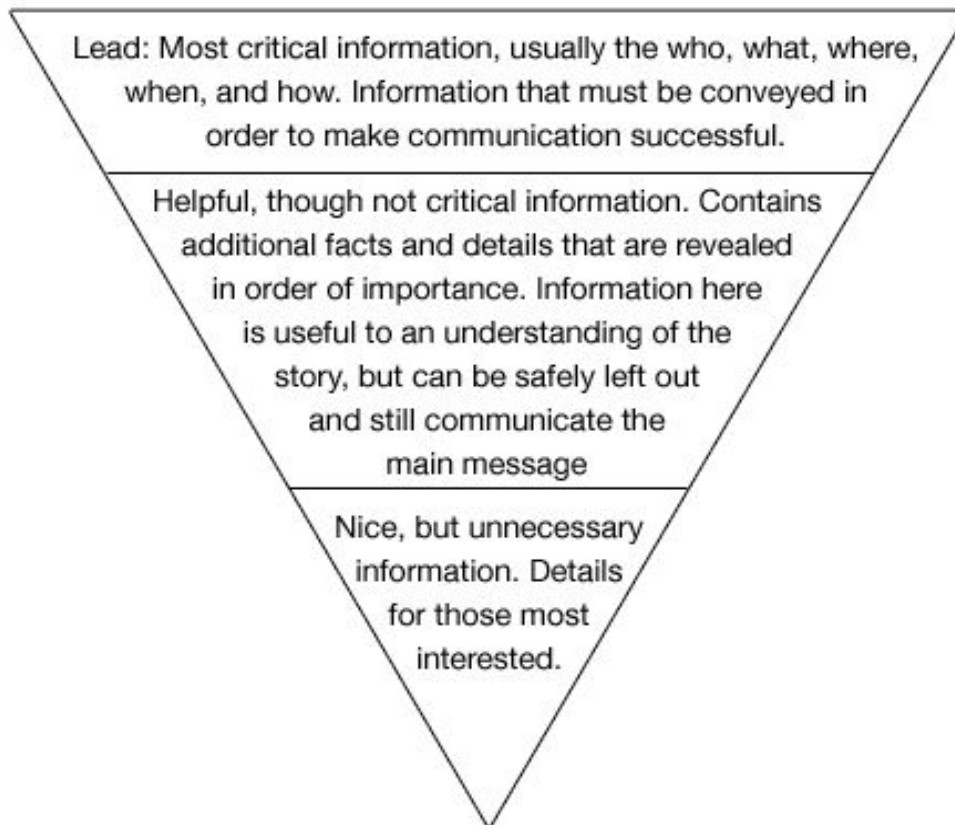 Lead: Most critical information, usually the who, what, where,
when, and how. Information that must be conveyed in
order to make communication successful.
Helpful, though not critical information. Contains
additional facts and details that are revealed
in order of importance. Information here
is useful to an understanding of the
story, but can be safely left out
and still communicate the
main message
Nice, but unnecessary
information. Details
for those most
interested.